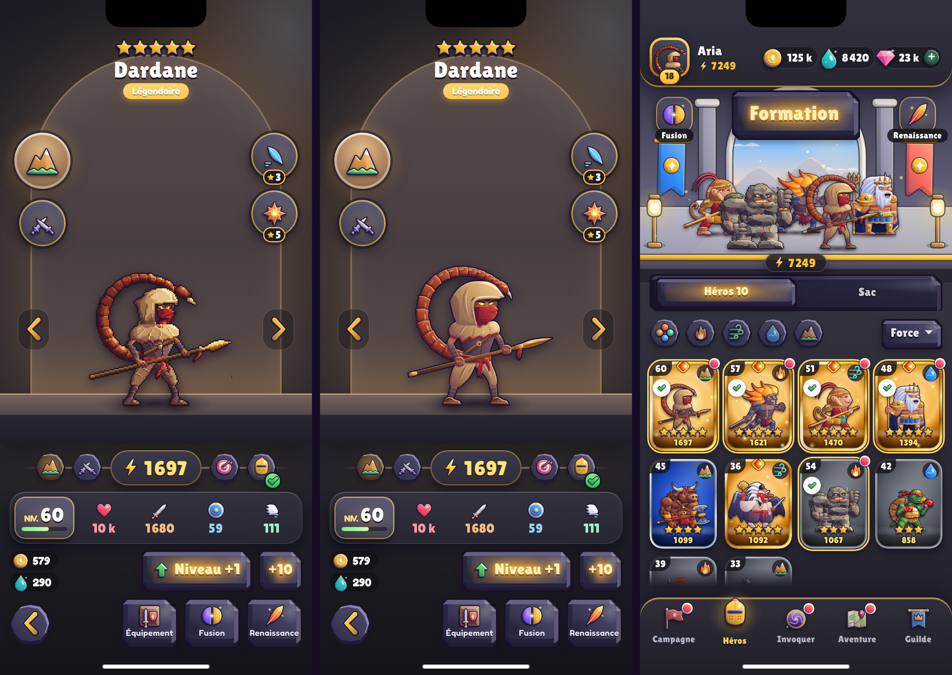 Dardane
Légendaire
3
5
1697
NIV. 60
10 k
1680
59
111
579
290
Niveau +1
+10
Équipement
Fusion
Renaissance
Dardane
Légendaire
3
5
1697
NIV. 60
10 k
1680
59
111
579
290
Niveau +1
+10
Équipement
Fusion
Renaissance
Aria
7249
18
125 k
8420
23 k
+
Formation
Fusion
Renaissance
7249
Héros 10
Sac
Force
60
1697
57
1621
51
1470
48
1394
45
1099
36
1092
54
1067
42
858
39
33
Campagne
Héros
Invoquer
Aventure
Guilde